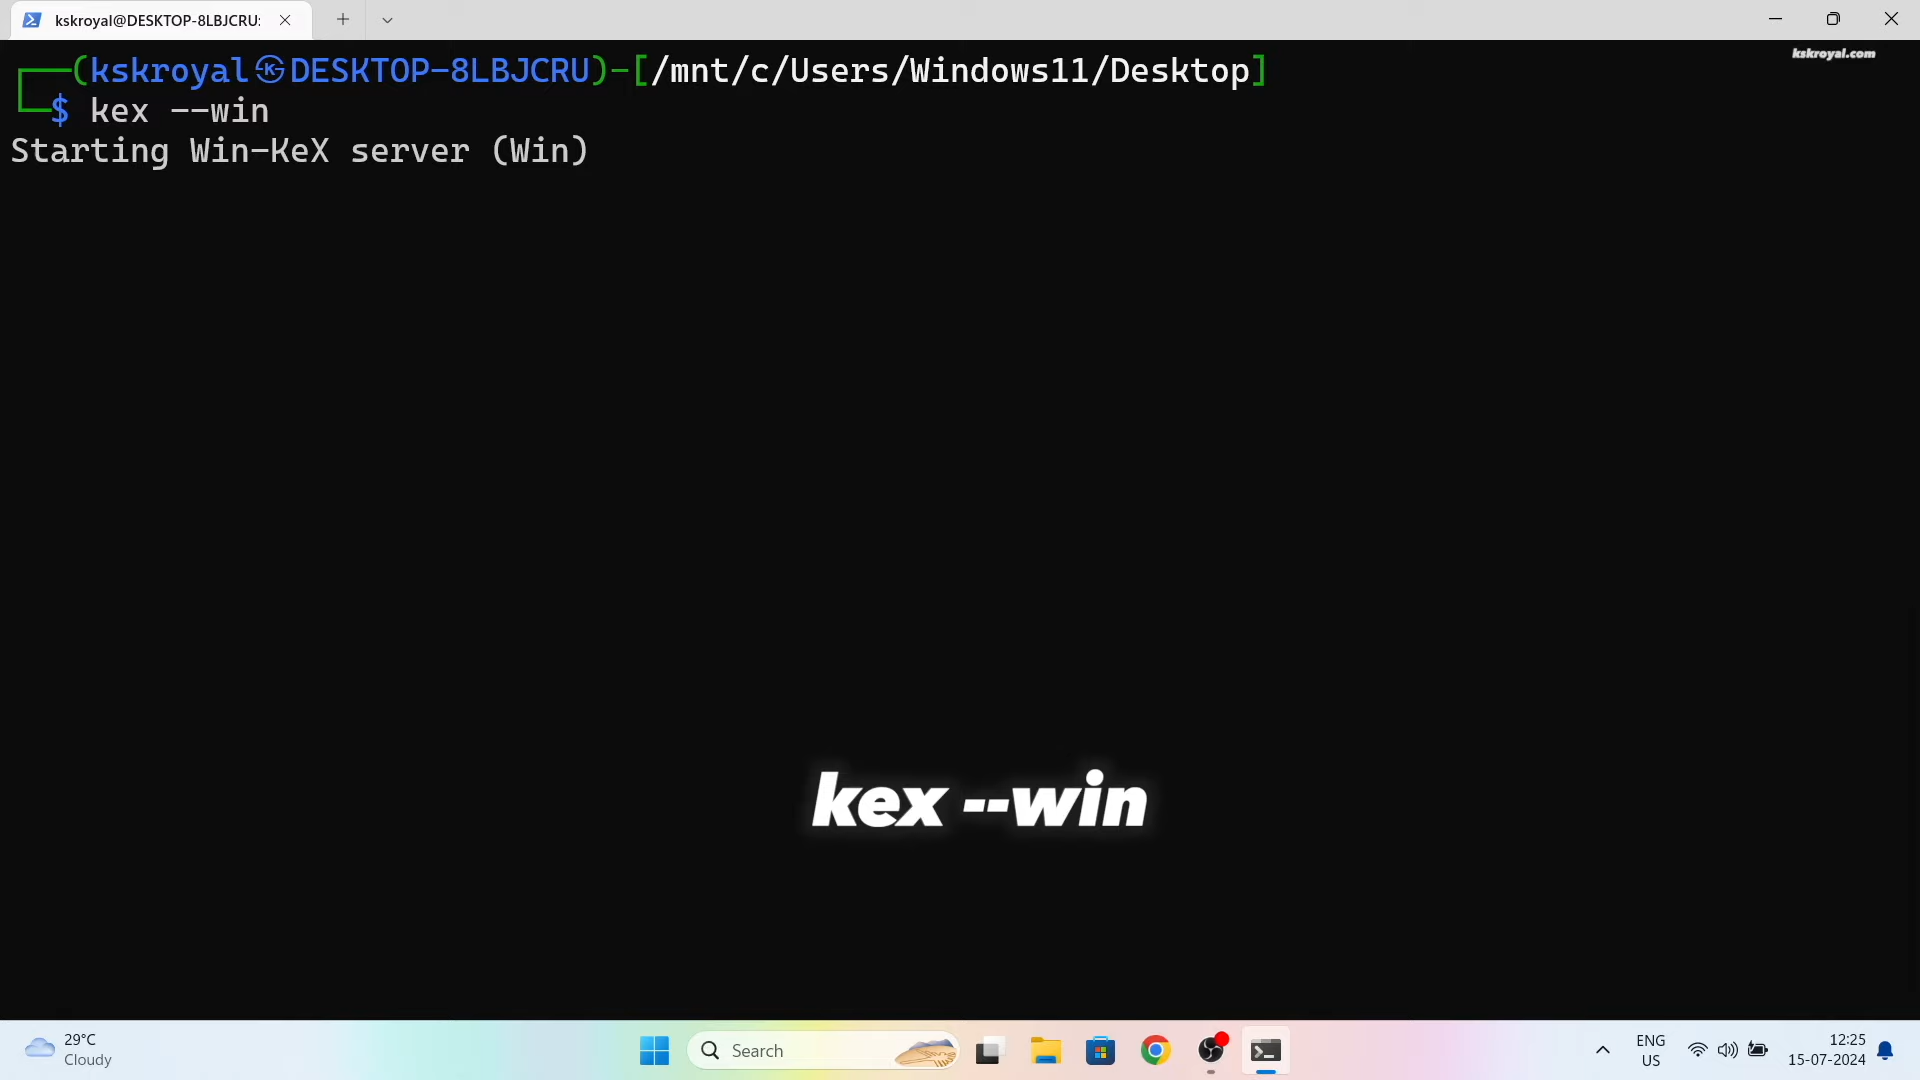 kskroyal@DESKTOP-8LBJCRU:
kskroyal.com
┌──(kskroyal㉿DESKTOP-8LBJCRU)-[/mnt/c/Users/Windows11/Desktop]
└─$ kex --win
Starting Win-KeX server (Win)
kex --win
29°C
Cloudy
Search
ENG
US
12:25
15-07-2024